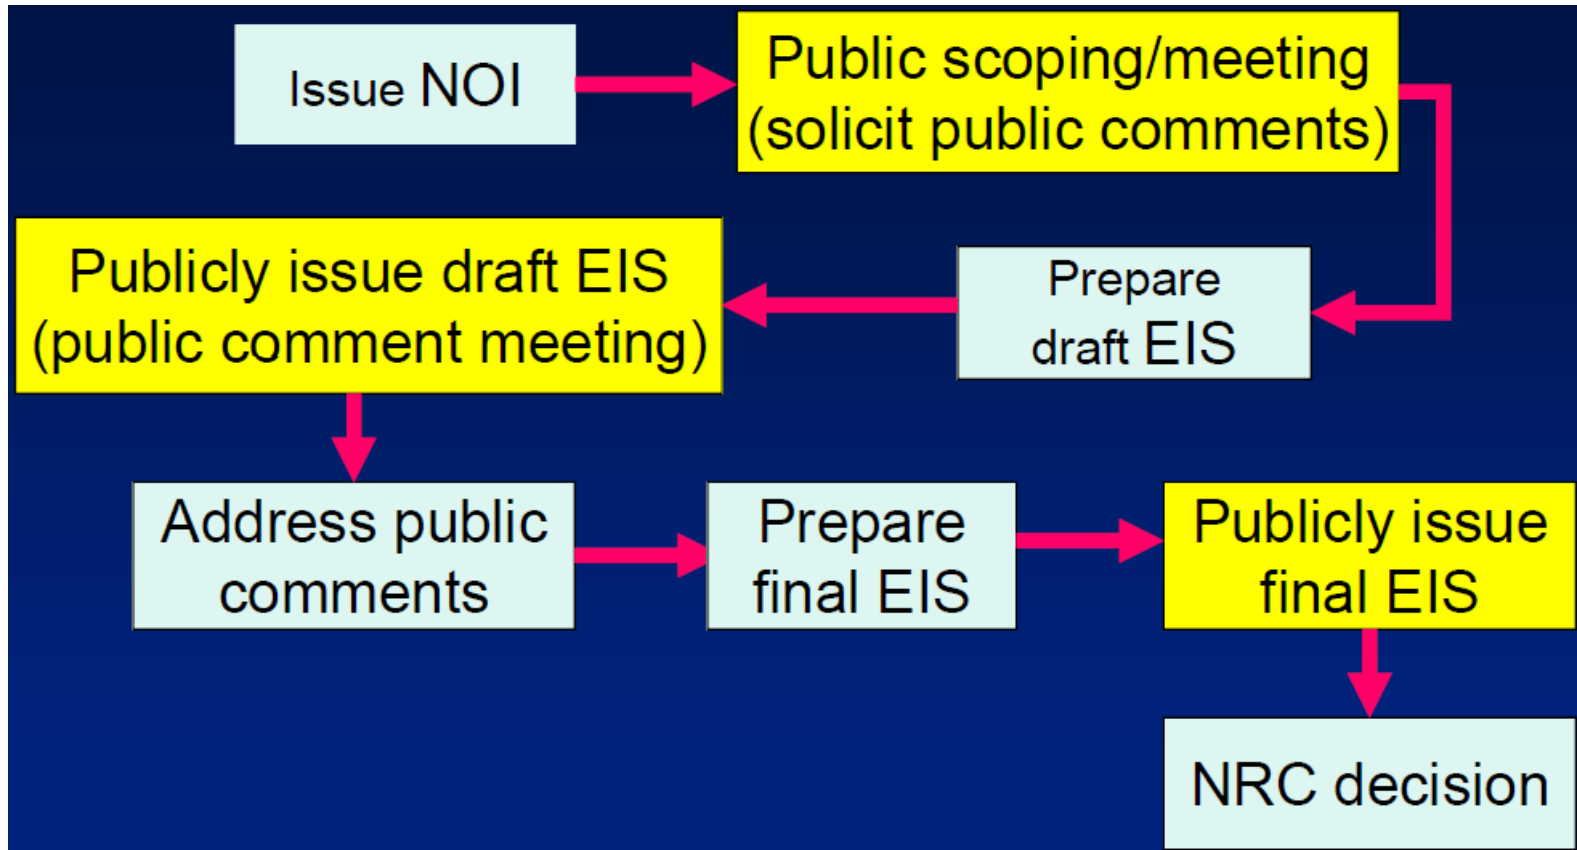 Issue NOI
Public scoping/meeting
(solicit public comments)
Prepare
draft EIS
Publicly issue draft EIS
(public comment meeting)
Address public
comments
Prepare
final EIS
Publicly issue
final EIS
NRC decision